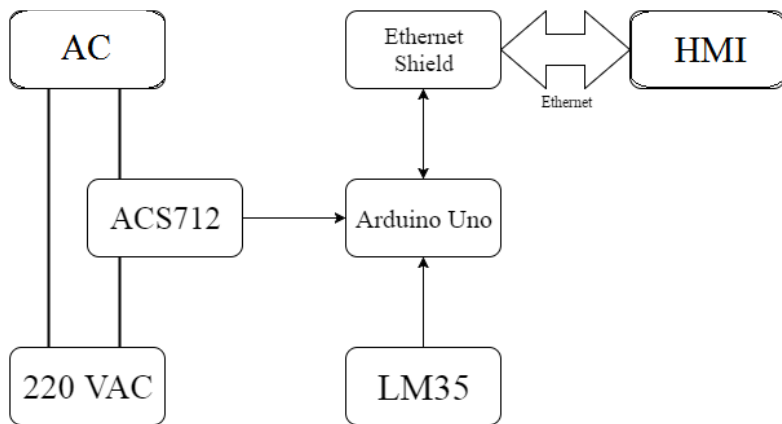 AC
Ethernet
Shield
HMI
Ethernet
ACS712
Arduino Uno
220 VAC
LM35